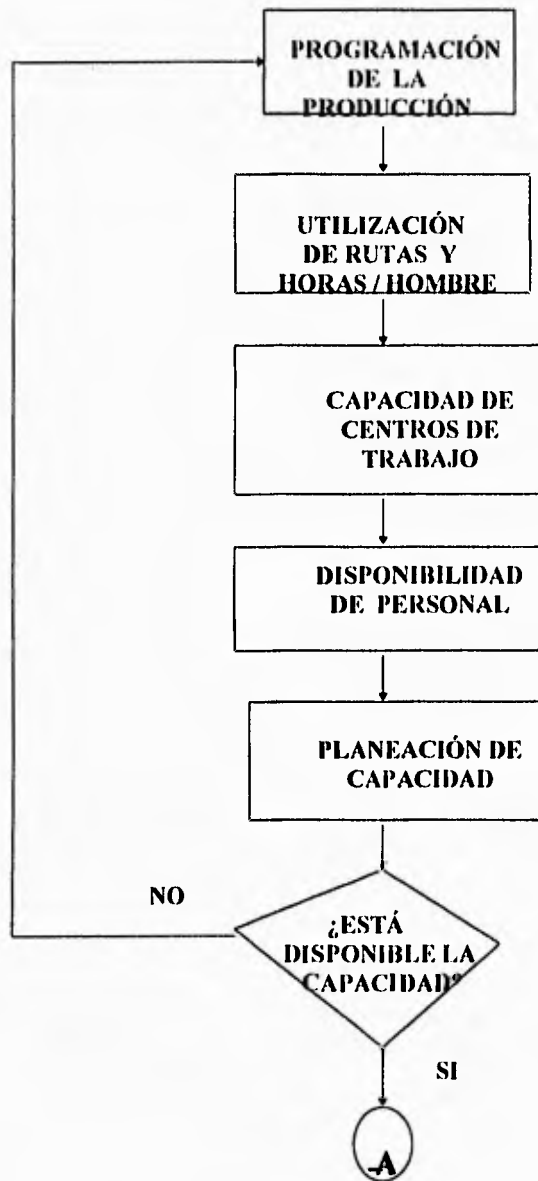 PROGRAMACIÓN
DE LA
PRODUCCIÓN
UTILIZACIÓN
DE RUTAS Y
HORAS / HOMBRE
CAPACIDAD DE
CENTROS DE
TRABAJO
DISPONIBILIDAD
DE PERSONAL
PLANEACIÓN DE
CAPACIDAD
NO
¿ESTÁ
DISPONIBLE LA
CAPACIDAD?
SI
A